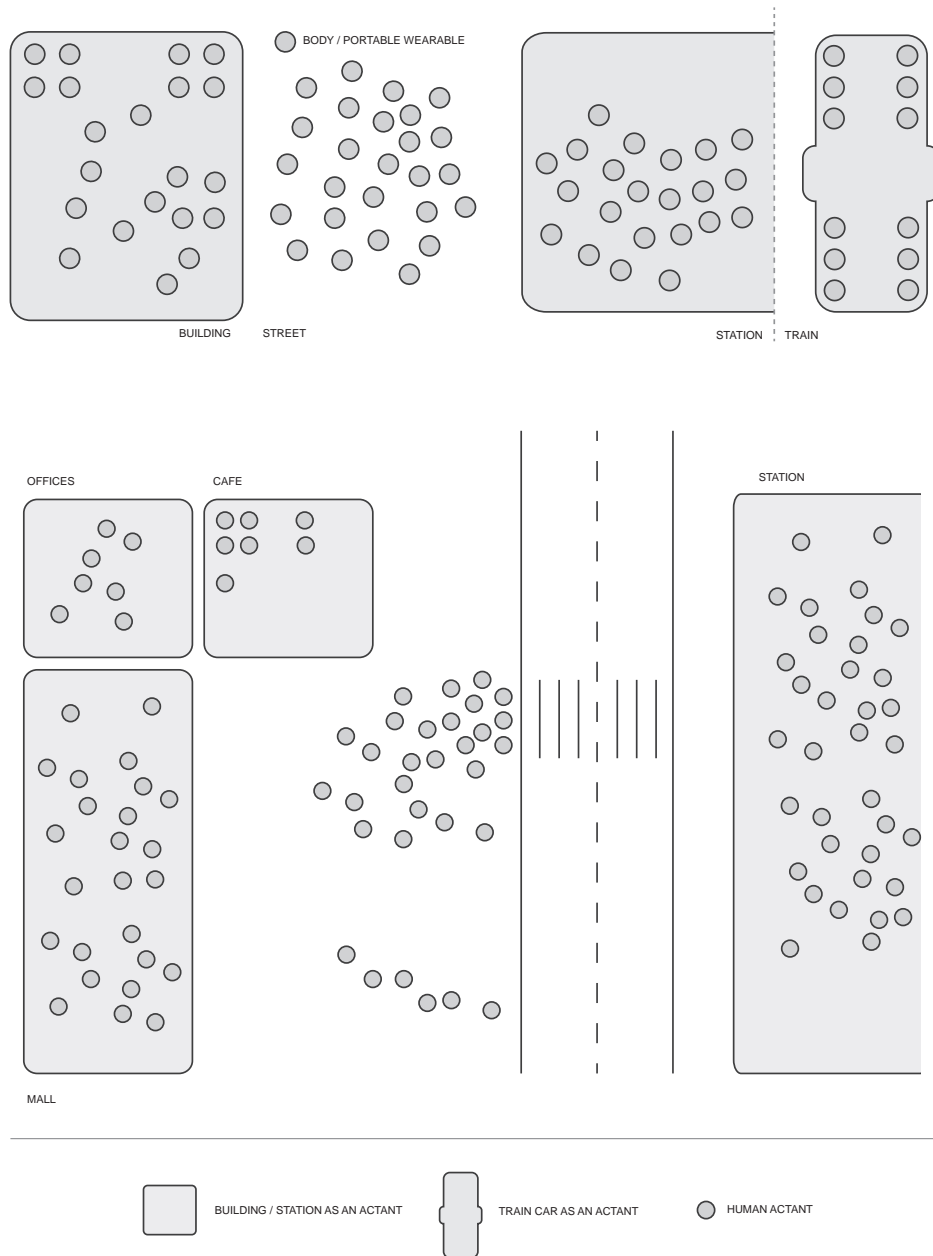 BODY / PORTABLE WEARABLE
BUILDING
STREET
STATION
TRAIN
OFFICES
CAFE
STATION
MALL
BUILDING / STATION AS AN ACTANT
TRAIN CAR AS AN ACTANT
HUMAN ACTANT